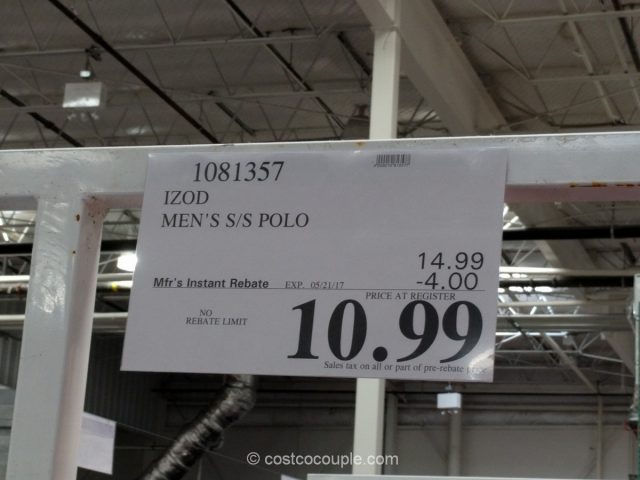 1081357
IZOD
MEN'S S/S POLO
14.99
Mfr's Instant Rebate EXP. 05/21/17 -4.00
PRICE AT REGISTER
NO
REBATE LIMIT
10.99
Sales tax on all or part of pre-rebate price
© costcocouple.com